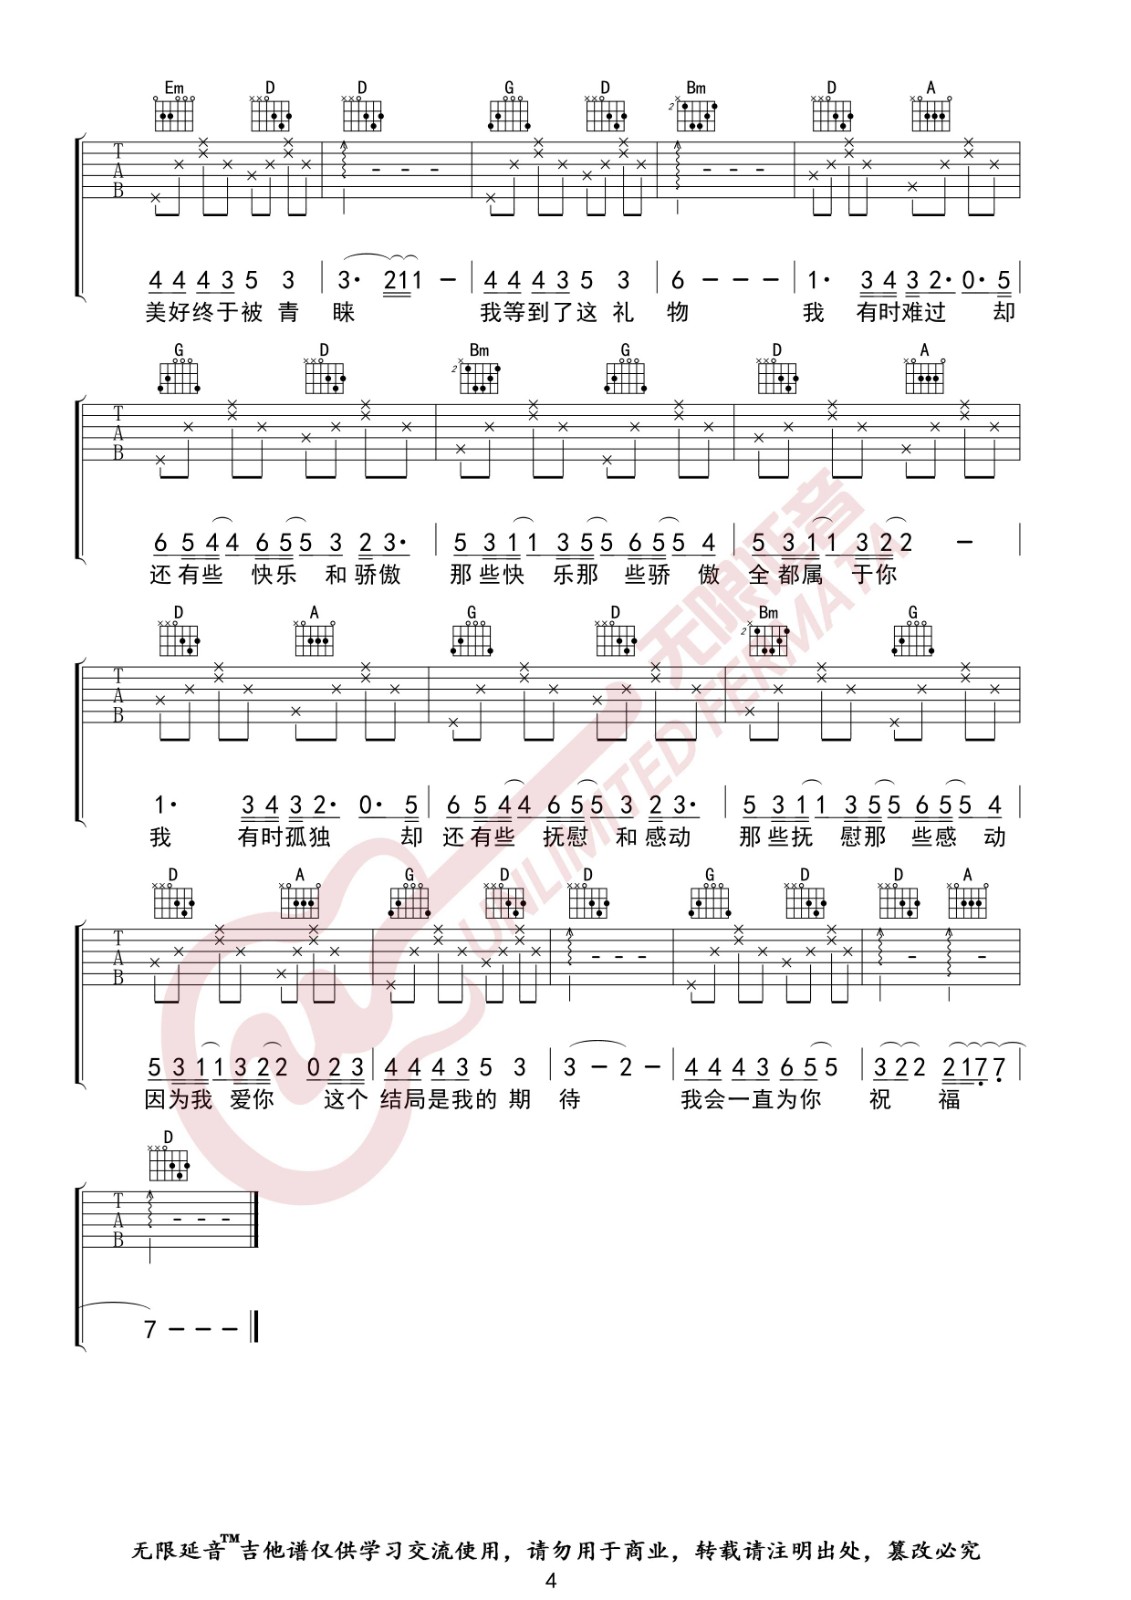 Em D D G D Bm D A
2
T
A
B
4 4 4 3 5 3 | 3· 2 1 1 – | 4 4 4 3 5 3 | 6 – – – | 1· 3 4 3 2· 0· 5 |
美好终于被青 睐 我等到了这礼 物 我 有时难过 却
G D Bm G D A
2
T
A
B
6 5 4 4 6 5 5 3 2 3· | 5 3 1 1 3 5 5 6 5 5 4 | 5 3 1 1 3 2 2 – |
还有些 快乐 和骄傲 那些快 乐那 些骄 傲 全都属 于你
D A G D Bm G
2
T
A
B
1· 3 4 3 2· 0· 5 | 6 5 4 4 6 5 5 3 2 3· | 5 3 1 1 3 5 5 6 5 5 4
我 有时孤独 却 还有些 抚慰 和感动 那些抚 慰那 些感 动
D A G D D G D D A
T
A
B
5 3 1 1 3 2 2 0 2 3 | 4 4 4 3 5 3 | 3 – 2 – | 4 4 4 3 6 5 5 | 3 2 2 2 1 7 7 |
因为我 爱你 这个 结局是我的期 待 我会一直为你 祝 福
D
T
A
B
7 – – –
无限延音
UNLIMITED FERMATA
无限延音™吉他谱仅供学习交流使用，请勿用于商业，转载请注明出处，篡改必究
4